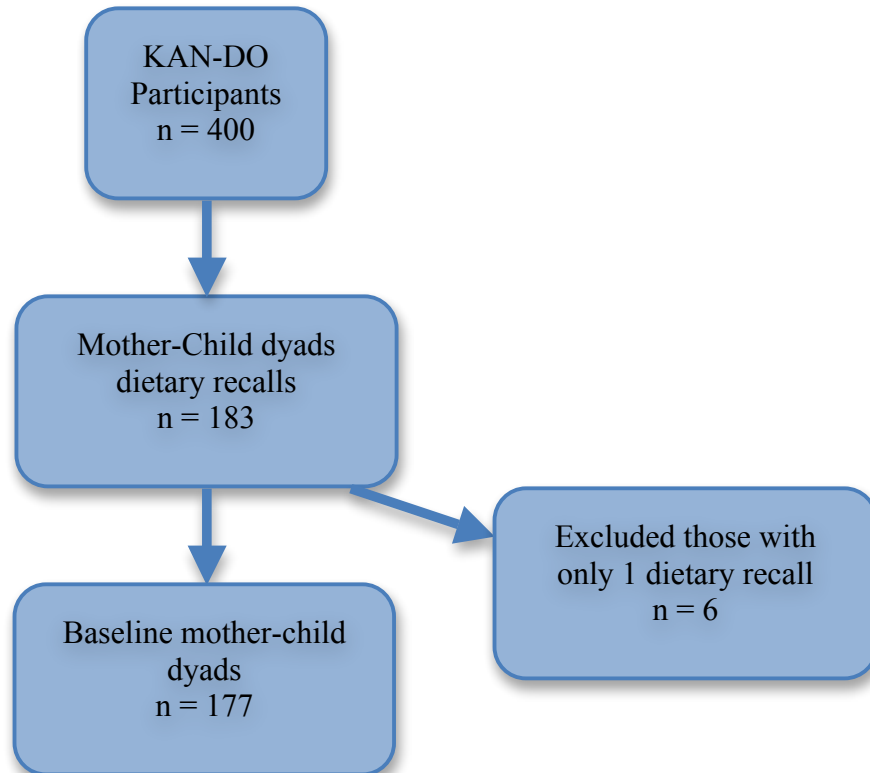 KAN-DO
Participants
n = 400
Mother-Child dyads
dietary recalls
n = 183
Excluded those with
only 1 dietary recall
n = 6
Baseline mother-child
dyads
n = 177